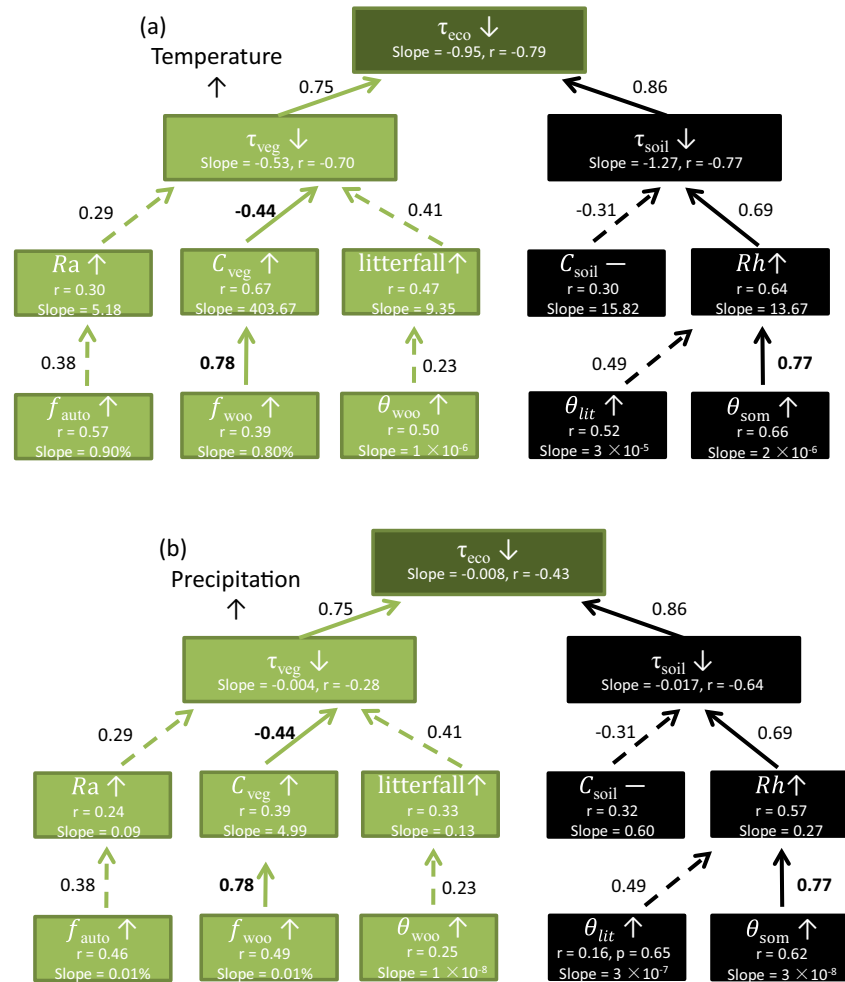 (a)
Temperature
↑
τeco ↓
Slope = -0.95, r = -0.79
0.75
0.86
τveg ↓
Slope = -0.53, r = -0.70
τsoil ↓
Slope = -1.27, r = -0.77
0.29
-0.44
0.41
-0.31
0.69
Ra ↑
r = 0.30
Slope = 5.18
Cveg ↑
r = 0.67
Slope = 403.67
litterfall↑
r = 0.47
Slope = 9.35
Csoil —
r = 0.30
Slope = 15.82
Rh↑
r = 0.64
Slope = 13.67
0.38
0.78
0.23
0.49
0.77
fauto ↑
r = 0.57
Slope = 0.90%
fwoo ↑
r = 0.39
Slope = 0.80%
θwoo ↑
r = 0.50
Slope = 1 ×10⁻⁶
θlit ↑
r = 0.52
Slope = 3 ×10⁻⁵
θsom ↑
r = 0.66
Slope = 2 ×10⁻⁶
(b)
Precipitation
↑
τeco ↓
Slope = -0.008, r = -0.43
0.75
0.86
τveg ↓
Slope = -0.004, r = -0.28
τsoil ↓
Slope = -0.017, r = -0.64
0.29
-0.44
0.41
-0.31
0.69
Ra ↑
r = 0.24
Slope = 0.09
Cveg ↑
r = 0.39
Slope = 4.99
litterfall↑
r = 0.33
Slope = 0.13
Csoil —
r = 0.32
Slope = 0.60
Rh↑
r = 0.57
Slope = 0.27
0.38
0.78
0.23
0.49
0.77
fauto ↑
r = 0.46
Slope = 0.01%
fwoo ↑
r = 0.49
Slope = 0.01%
θwoo ↑
r = 0.25
Slope = 1 ×10⁻⁸
θlit ↑
r = 0.16, p = 0.65
Slope = 3 ×10⁻⁷
θsom ↑
r = 0.62
Slope = 3 ×10⁻⁸